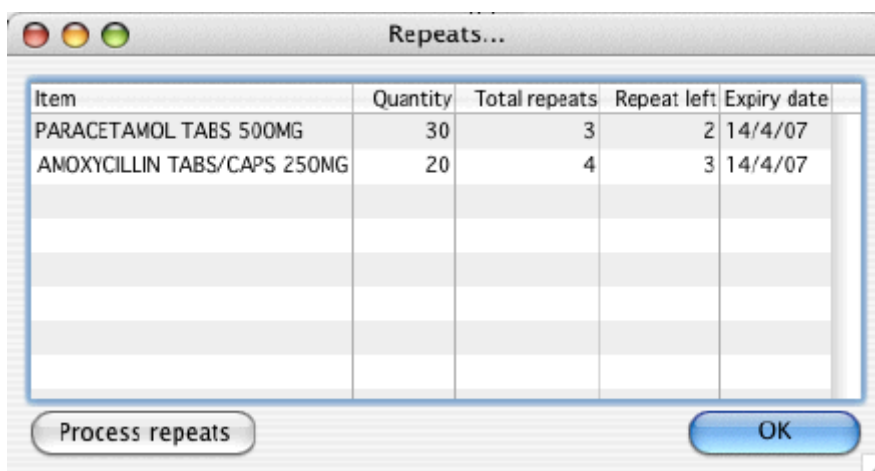 Repeats...
Item Quantity Total repeats Repeat left Expiry date
PARACETAMOL TABS 500MG 30 3 2 14/4/07
AMOXYCILLIN TABS/CAPS 250MG 20 4 3 14/4/07
Process repeats OK